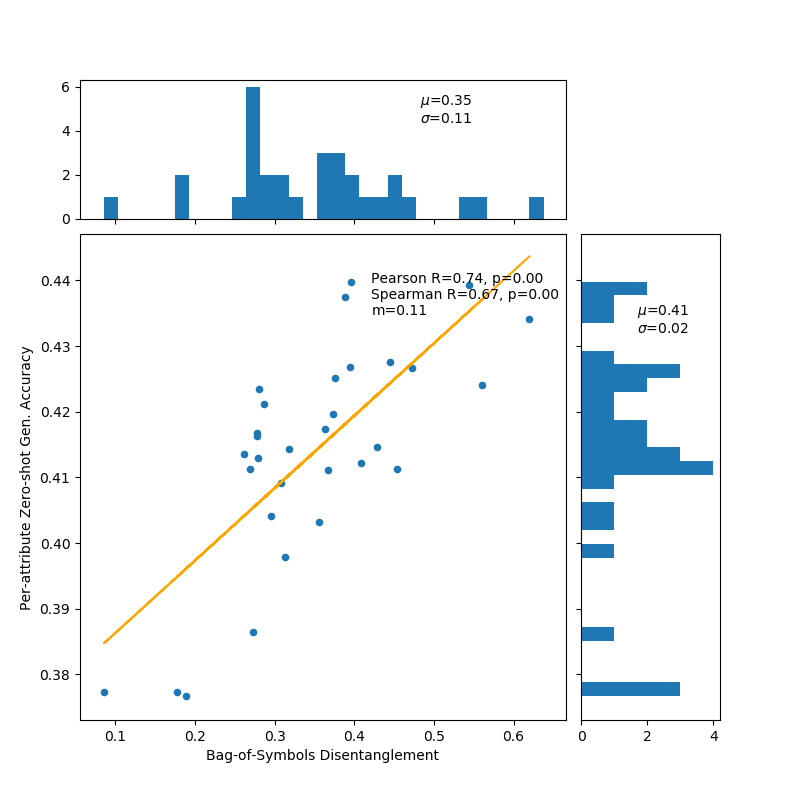 6
4
2
0
μ=0.35
σ=0.11
0.44
0.43
0.42
0.41
0.40
0.39
0.38
Per-attribute Zero-shot Gen. Accuracy
Pearson R=0.74, p=0.00
Spearman R=0.67, p=0.00
m=0.11
0.1 0.2 0.3 0.4 0.5 0.6
Bag-of-Symbols Disentanglement
μ=0.41
σ=0.02
0 2 4